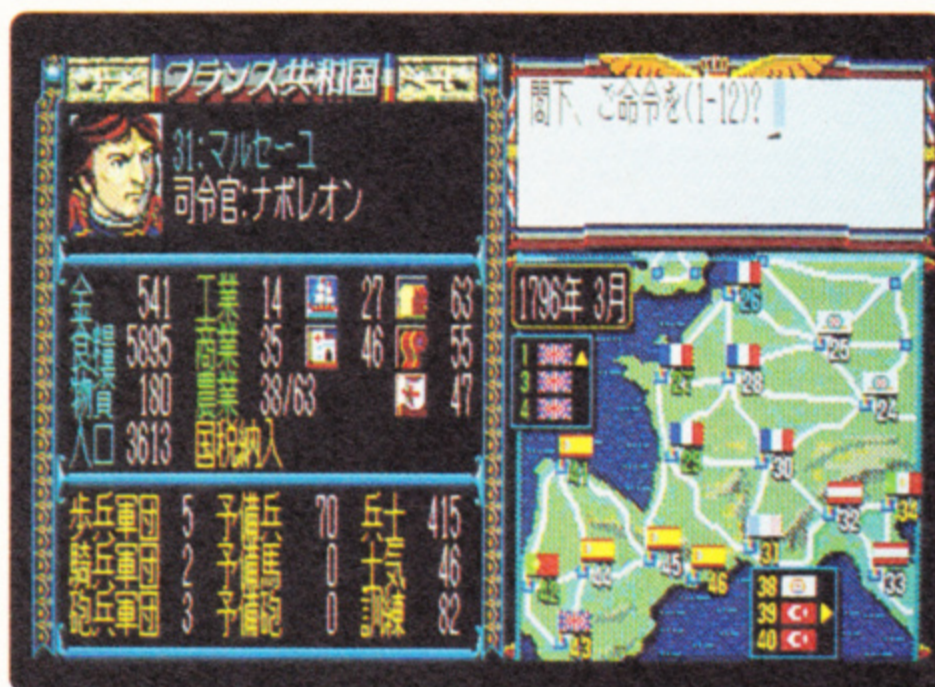 フランス共和国
31:マルセーユ
司令官:ナポレオン
閣下、ご命令を(1-12)?
金 541 工業 14 27 63
食糧 5895 商業 35 46 55
物資 180 農業 38/63 47
人口 3613 国税納入
歩兵軍団 5 予備兵 70 兵士 415
騎兵軍団 2 予備馬 0 士気 46
砲兵軍団 3 予備砲 0 訓練 82
1796年 3月
1
3
4
26
25
28
24
30
32
34
33
31
45
46
43
38
39
40